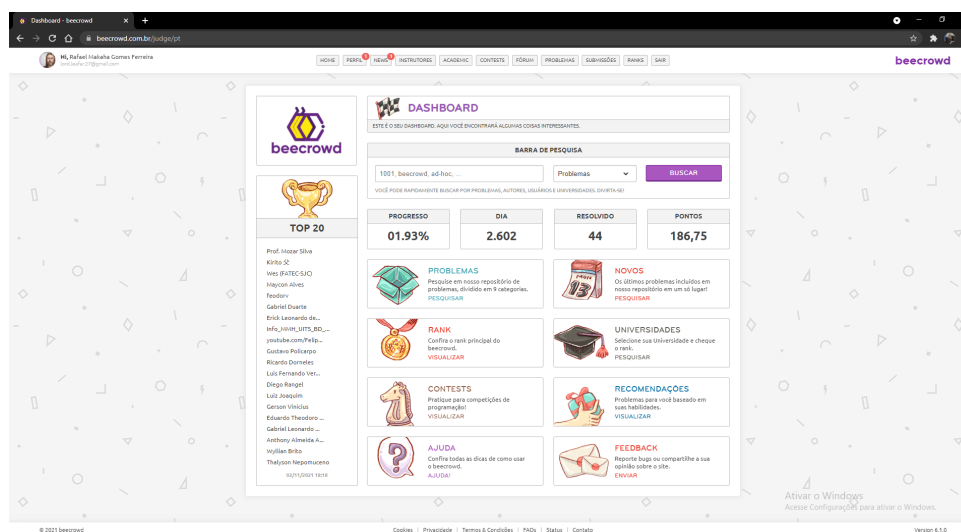 Dashboard - beecrowd
beecrowd.com.br/judge/pt
Hi, Rafael Makaha Gomes Ferreira
HOME PERFIL NEWS INSTRUTORES ACADEMIC CONTESTS FÓRUM PROBLEMAS SUBMISSÕES RANKS SAIR
beecrowd
beecrowd
DASHBOARD
ESTE É O SEU DASHBOARD. AQUI VOCÊ ENCONTRARÁ ALGUMAS COISAS INTERESSANTES.
BARRA DE PESQUISA
1001, beecrowd, ad-hoc, ...
Problemas
BUSCAR
VOCÊ PODE RAPIDAMENTE BUSCAR POR PROBLEMAS, AUTORES, USUÁRIOS E UNIVERSIDADES. DIVIRTA-SE!
PROGRESSO
01.93%
DIA
2.602
RESOLVIDO
44
PONTOS
186,75
TOP 20
Prof. Mozar Silva
Kirito
Wes (FATEC-SJC)
Maycon Alves
feodorv
Gabriel Duarte
Erick Leonardo de...
Info_MMH_UITS_BD_...
youtube.com/Felip...
Gustavo Policarpo
Ricardo Dorneles
Luis Fernando Ver...
Diego Rangel
Luiz Joaquim
Gerson Vinicius
Eduardo Theodoro ...
Gabriel Leonardo ...
Anthony Almeida A...
Wyllian Brito
Thalyson Nepomuceno
02/11/2021 18:18
PROBLEMAS
Pesquise em nosso repositório de
problemas, dividido em 9 categorias.
PESQUISAR
NOVOS
Os últimos problemas incluídos em
nosso repositório em um só lugar!
PESQUISAR
MON
13
RANK
Confira o rank principal do
beecrowd.
VISUALIZAR
UNIVERSIDADES
Selecione sua Universidade e cheque
o rank.
PESQUISAR
CONTESTS
Pratique para competições de
programação!
VISUALIZAR
RECOMENDAÇÕES
Problemas para você baseado em
suas habilidades.
VISUALIZAR
AJUDA
Confira todas as dicas de como usar
o beecrowd.
AJUDA!
FEEDBACK
Reporte bugs ou compartilhe a sua
opinião sobre o site.
ENVIAR
Ativar o Windows
Acesse Configurações para ativar o Windows.
© 2021 beecrowd
Cookies | Privacidade | Termos & Condições | FAQs | Status | Contato
Version 6.1.0